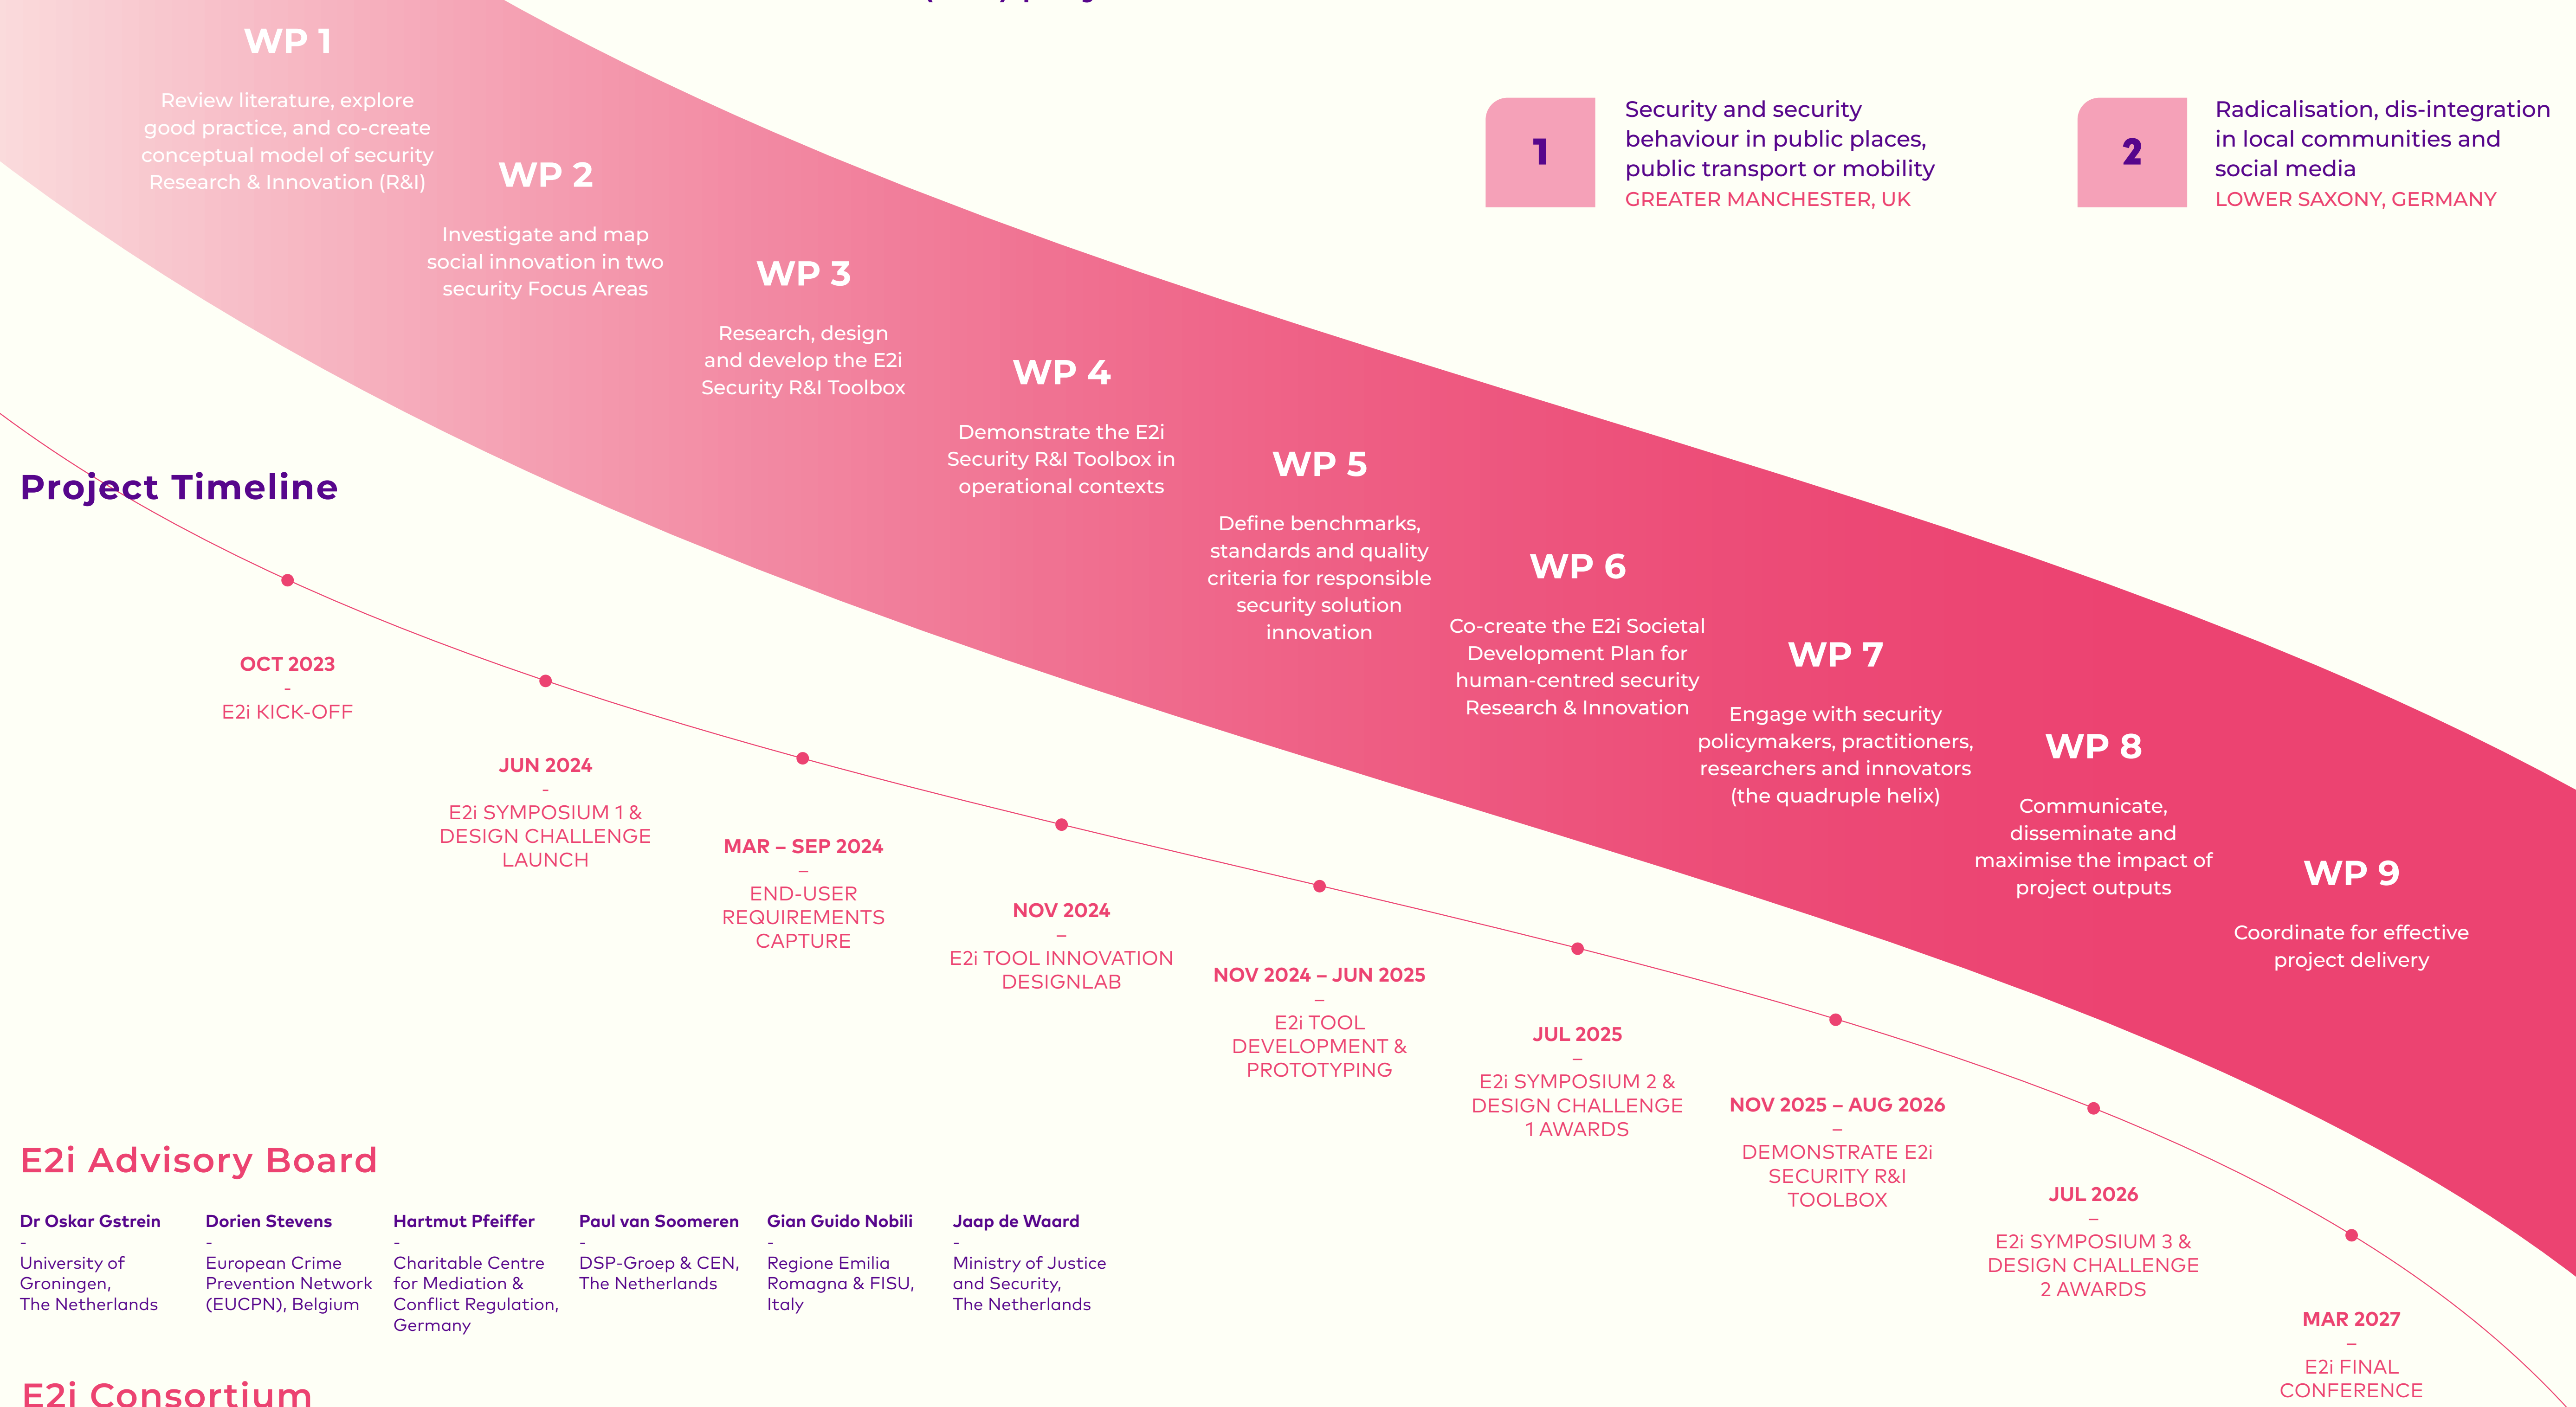 WP 1
Review literature, explore
good practice, and co-create
conceptual model of security
Research & Innovation (R&I)
WP 2
Investigate and map
social innovation in two
security Focus Areas
WP 3
Research, design
and develop the E2i
Security R&I Toolbox
WP 4
Demonstrate the E2i
Security R&I Toolbox in
operational contexts
WP 5
Define benchmarks,
standards and quality
criteria for responsible
security solution
innovation
WP 6
Co-create the E2i Societal
Development Plan for
human-centred security
Research & Innovation
WP 7
Engage with security
policymakers, practitioners,
researchers and innovators
(the quadruple helix)
WP 8
Communicate,
disseminate and
maximise the impact of
project outputs
WP 9
Coordinate for effective
project delivery
1
Security and security
behaviour in public places,
public transport or mobility
GREATER MANCHESTER, UK
2
Radicalisation, dis-integration
in local communities and
social media
LOWER SAXONY, GERMANY
Project Timeline
OCT 2023
-
E2i KICK-OFF
JUN 2024
-
E2i SYMPOSIUM 1 &
DESIGN CHALLENGE
LAUNCH
MAR – SEP 2024
–
END-USER
REQUIREMENTS
CAPTURE
NOV 2024
–
E2i TOOL INNOVATION
DESIGNLAB
NOV 2024 – JUN 2025
–
E2i TOOL
DEVELOPMENT &
PROTOTYPING
JUL 2025
–
E2i SYMPOSIUM 2 &
DESIGN CHALLENGE
1 AWARDS
NOV 2025 – AUG 2026
–
DEMONSTRATE E2i
SECURITY R&I
TOOLBOX
JUL 2026
–
E2i SYMPOSIUM 3 &
DESIGN CHALLENGE
2 AWARDS
MAR 2027
–
E2i FINAL
CONFERENCE
E2i Advisory Board
Dr Oskar Gstrein
-
University of
Groningen,
The Netherlands
Dorien Stevens
-
European Crime
Prevention Network
(EUCPN), Belgium
Hartmut Pfeiffer
-
Charitable Centre
for Mediation &
Conflict Regulation,
Germany
Paul van Soomeren
-
DSP-Groep & CEN,
The Netherlands
Gian Guido Nobili
-
Regione Emilia
Romagna & FISU,
Italy
Jaap de Waard
-
Ministry of Justice
and Security,
The Netherlands
E2i Consortium